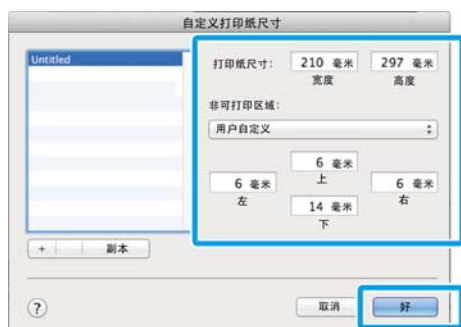 自定义打印纸尺寸
Untitled
打印纸尺寸: 210 毫米 297 毫米
宽度 高度
非可打印区域:
用户自定义
6 毫米
上
6 毫米 6 毫米
左 右
14 毫米
下
+ 副本
? 取消 好